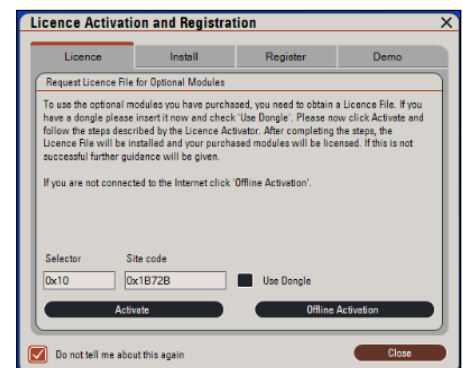 Licence Activation and Registration
Licence Install Register Demo
Request Licence File for Optional Modules
To use the optional modules you have purchased, you need to obtain a Licence File. If you
have a dongle please insert it now and check 'Use Dongle'. Please now click Activate and
follow the steps described by the Licence Activator. After completing the steps, the
Licence File will be installed and your purchased modules will be licensed. If this is not
successful further guidance will be given.
If you are not connected to the Internet click 'Offline Activation'.
Selector Site code
0x10 0x1B72B Use Dongle
Activate Offline Activation
Do not tell me about this again Close